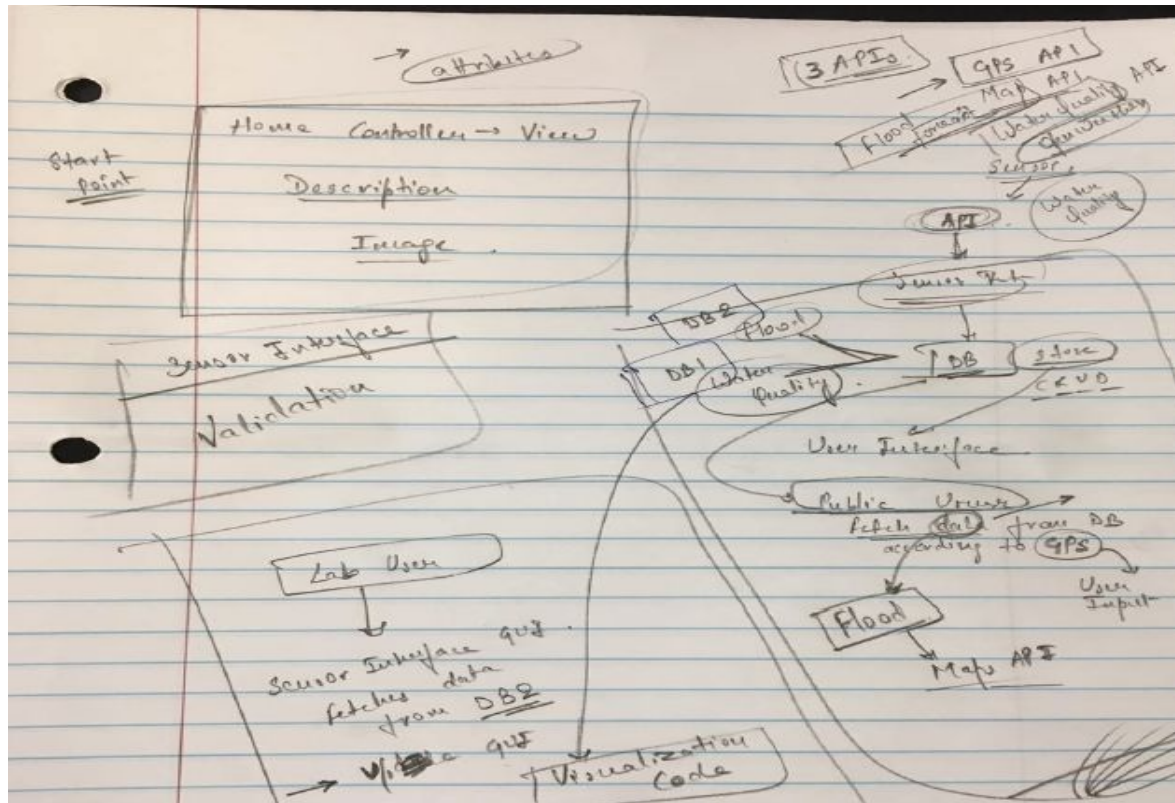 → attributes
Home Controller → View
Start
Point
Description
Image
Sensor Interface
Validation
Lab User
Sensor Interface GUI
fetches data
from DB2
→ GUI
3 APIs
→ GPS API
Flood Map API
Water Quality API
Sensor
API
Water
Quality
DB2
Flood
DB1
Water
Quality
DB
Store
CRUD
User Interface
Public Users
fetch data from DB
according to GPS
User
Input
Flood
Maps API
Visualization
Code